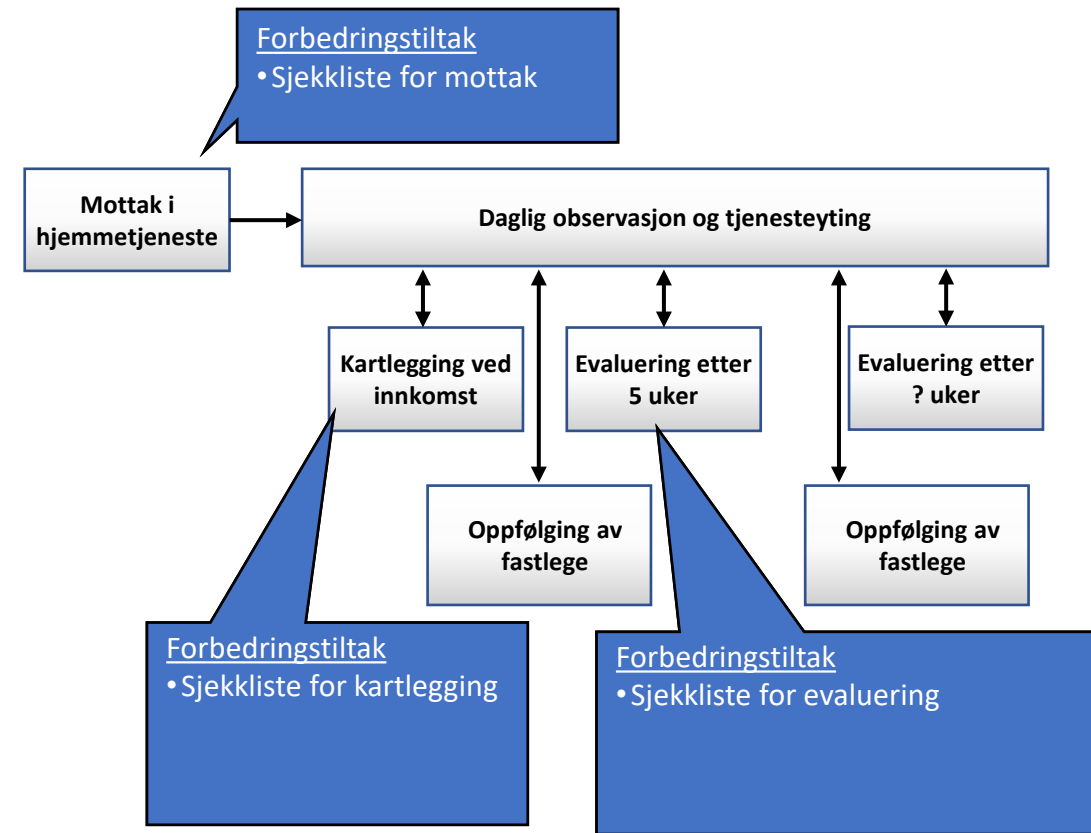 Forbedringstiltak
• Sjekkliste for mottak
Mottak i
hjemmetjeneste
Daglig observasjon og tjenesteyting
Kartlegging ved
innkomst
Evaluering etter
5 uker
Evaluering etter
? uker
Oppfølging av
fastlege
Oppfølging av
fastlege
Forbedringstiltak
• Sjekkliste for kartlegging
Forbedringstiltak
• Sjekkliste for evaluering